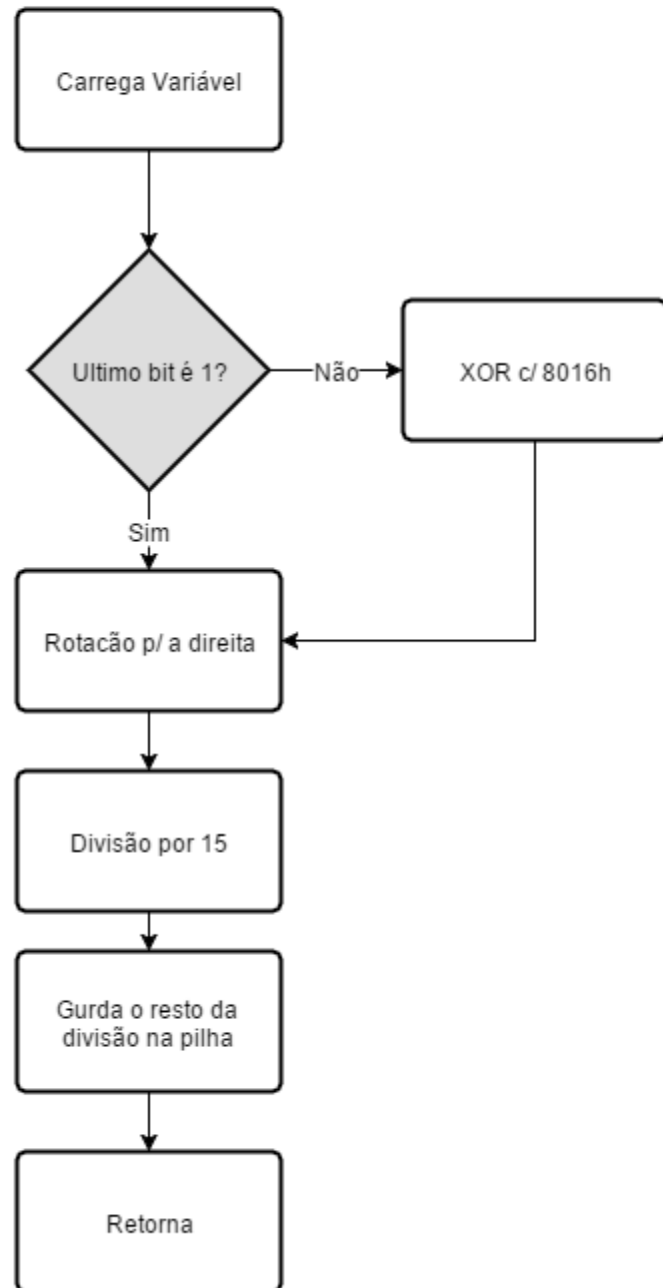 Carrega Variável
Ultimo bit é 1?
Não
XOR c/ 8016h
Sim
Rotacão p/ a direita
Divisão por 15
Gurda o resto da
divisão na pilha
Retorna